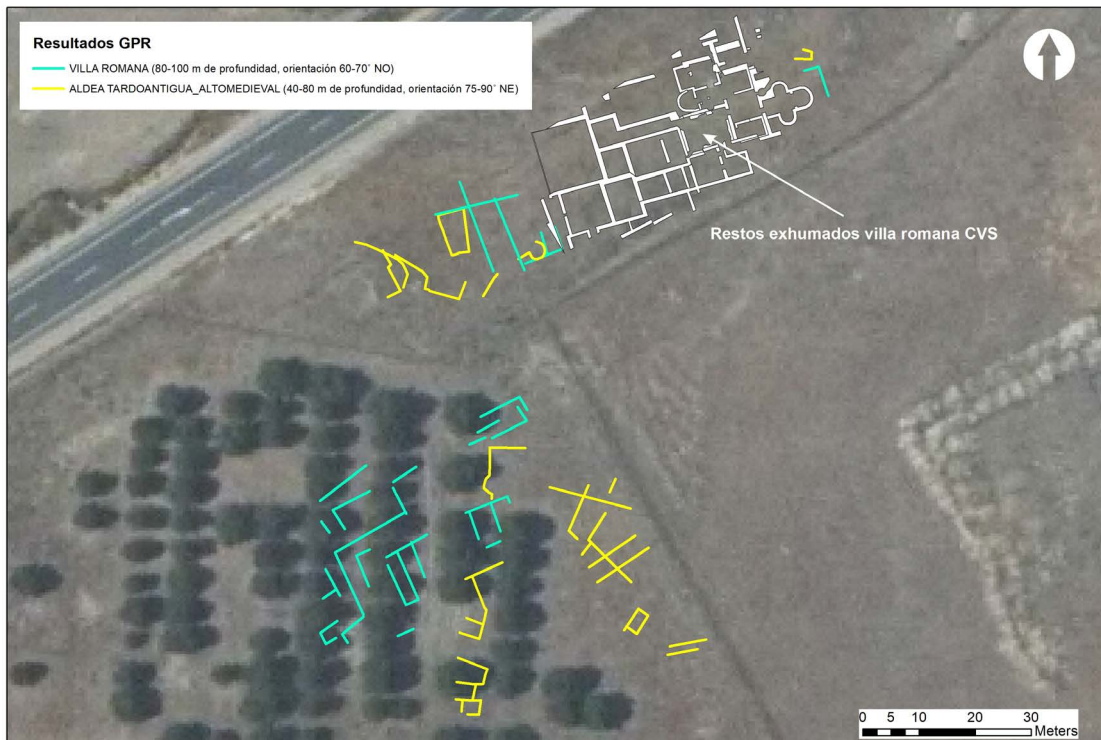 Resultados GPR
VILLA ROMANA (80-100 m de profundidad, orientación 60-70° NO)
ALDEA TARDOANTIGUA_ALTOMEDIEVAL (40-80 m de profundidad, orientación 75-90° NE)
Restos exhumados villa romana CVS
0 5 10 20 30
Meters